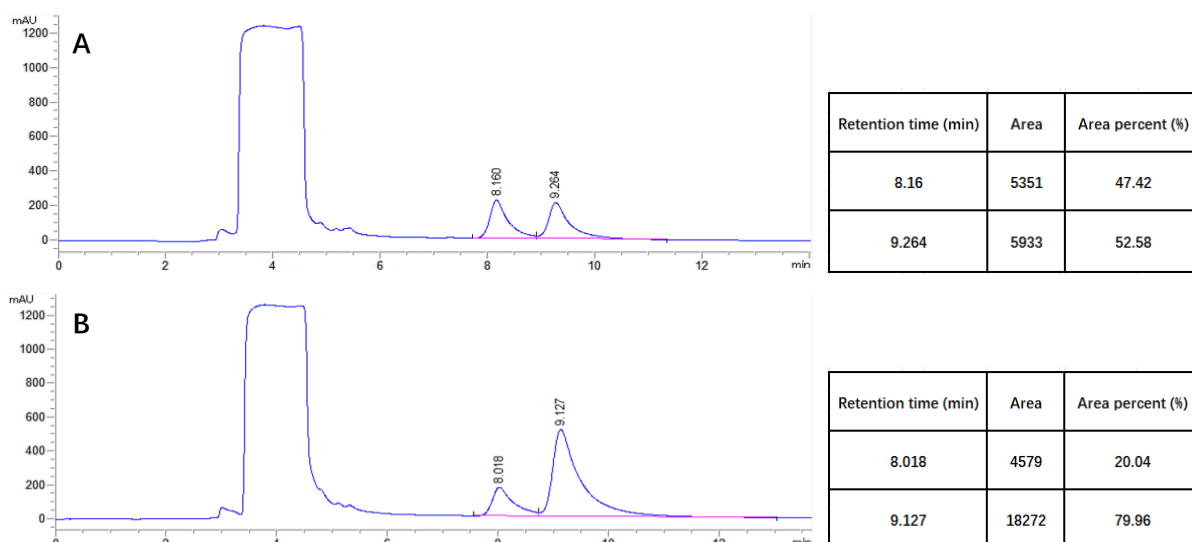 mAU
A
1200
1000
800
600
400
200
0
8.160
9.264
0 2 4 6 8 10 12 min
Retention time (min) Area Area percent (%)
8.16 5351 47.42
9.264 5933 52.58
mAU
B
1200
1000
800
600
400
200
0
8.018
9.127
Retention time (min) Area Area percent (%)
8.018 4579 20.04
9.127 18272 79.96